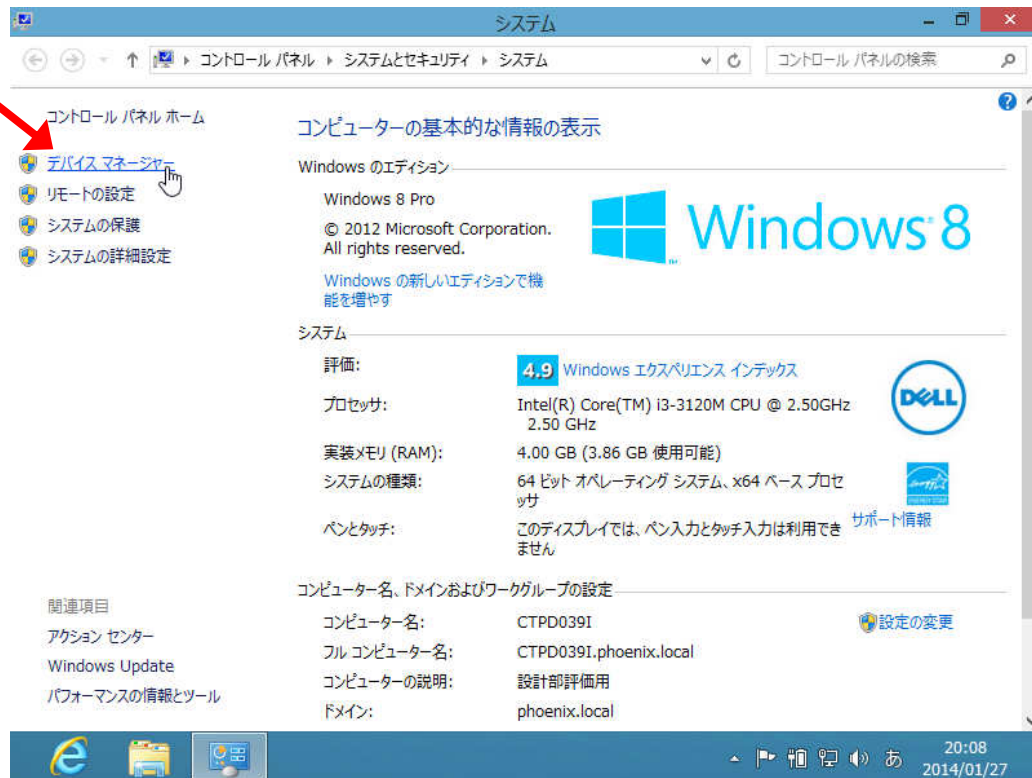 システム
コントロール パネル ▸ システムとセキュリティ ▸ システム
コントロール パネルの検索
コントロール パネル ホーム
デバイス マネージャー
リモートの設定
システムの保護
システムの詳細設定
コンピューターの基本的な情報の表示
Windows のエディション
Windows 8 Pro
© 2012 Microsoft Corporation.
All rights reserved.
Windows の新しいエディションで機
能を増やす
Windows 8
システム
評価:
4.9 Windows エクスペリエンス インデックス
プロセッサ:
Intel(R) Core(TM) i3-3120M CPU @ 2.50GHz
2.50 GHz
実装メモリ (RAM):
4.00 GB (3.86 GB 使用可能)
システムの種類:
64 ビット オペレーティング システム、x64 ベース プロセ
ッサ
ペンとタッチ:
このディスプレイでは、ペン入力とタッチ入力は利用でき
ません
DELL
サポート情報
コンピューター名、ドメインおよびワークグループの設定
コンピューター名:
CTPD039I
設定の変更
フル コンピューター名:
CTPD039I.phoenix.local
コンピューターの説明:
設計部評価用
ドメイン:
phoenix.local
関連項目
アクション センター
Windows Update
パフォーマンスの情報とツール
あ
20:08
2014/01/27